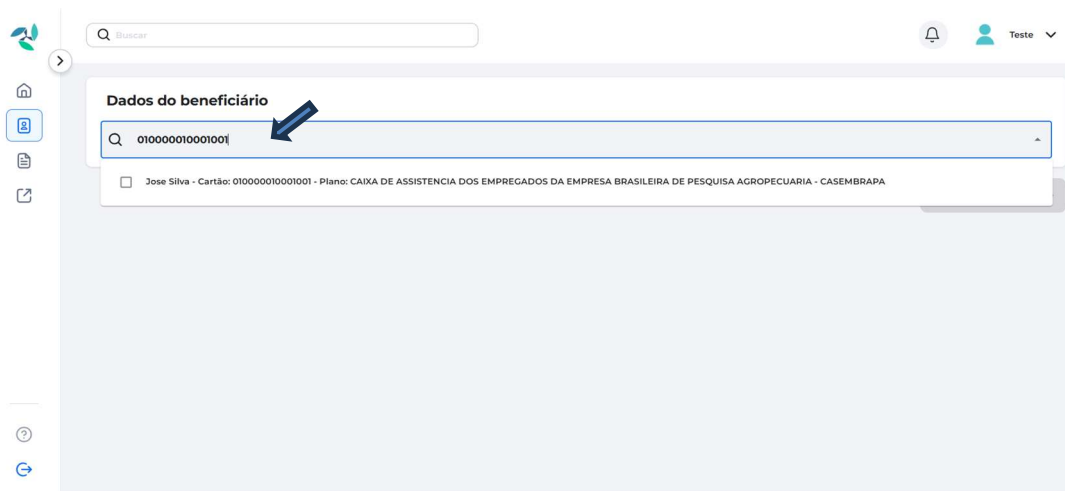 Buscar
Teste
Dados do beneficiário
010000010001001
Jose Silva - Cartão: 010000010001001 - Plano: CAIXA DE ASSISTENCIA DOS EMPREGADOS DA EMPRESA BRASILEIRA DE PESQUISA AGROPECUARIA - CASEMBRAPA